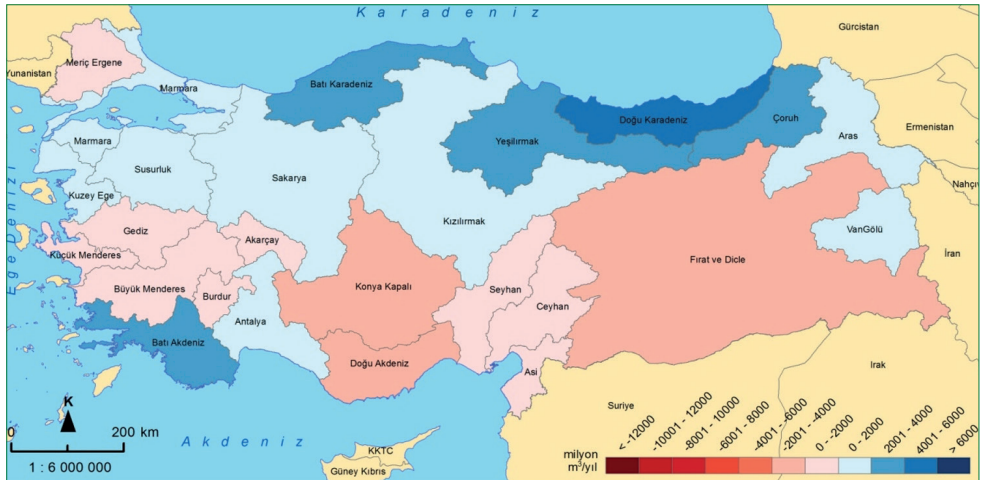 Karadeniz
Gürcistan
Yunanistan
Meriç Ergene
Marmara
Batı Karadeniz
Doğu Karadeniz
Çoruh
Yeşilırmak
Aras
Ermenistan
Marmara
Susurluk
Sakarya
Kuzey Ege
Kızılırmak
VanGölü
Ege Denizi
Gediz
Akarçay
Küçük Menderes
İran
Fırat ve Dicle
Büyük Menderes
Burdur
Konya Kapalı
Seyhan
Ceyhan
Antalya
Batı Akdeniz
Doğu Akdeniz
Asi
Irak
Suriye
K
0 200 km
1 : 6 000 000
Akdeniz
KKTC
Güney Kıbrıs
milyon
m³/yıl
< -12000
-10001 - 12000
-8001 - 10000
-6001 - 8000
-4001 - -6000
-2001 - -4000
0 - -2000
0 - 2000
2001 - 4000
4001 - 6000
> 6000